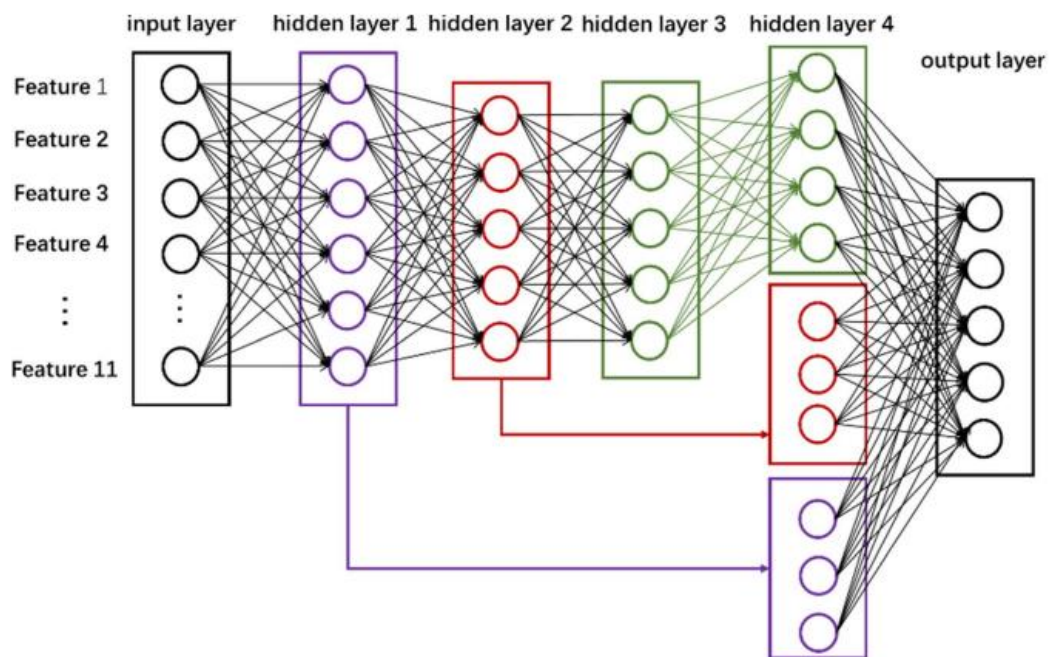 input layer
hidden layer 1
hidden layer 2
hidden layer 3
hidden layer 4
output layer
Feature 1
Feature 2
Feature 3
Feature 4
⋮
⋮
Feature 11